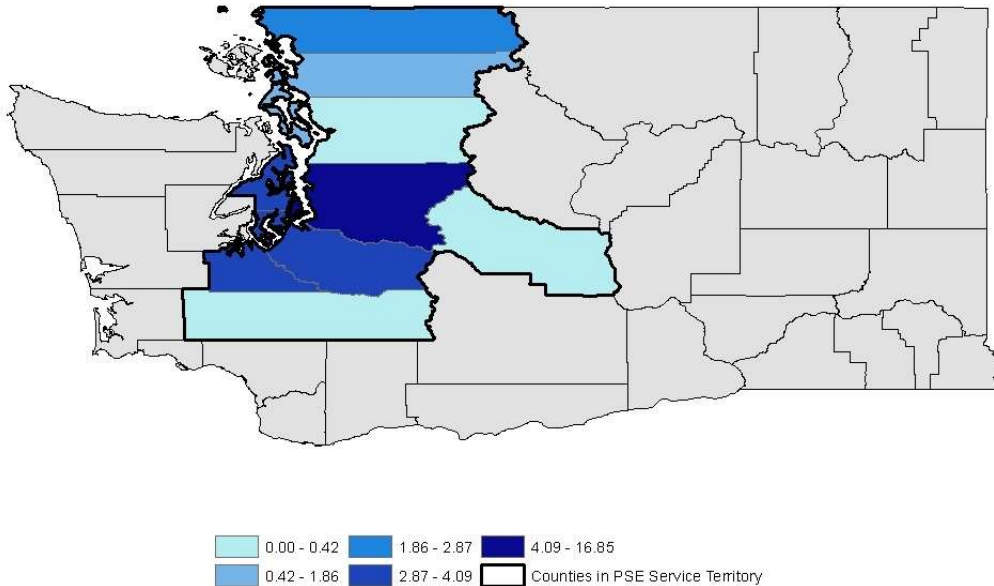 0.00 - 0.42 1.86 - 2.87 4.09 - 16.85
0.42 - 1.86 2.87 - 4.09 Counties in PSE Service Territory